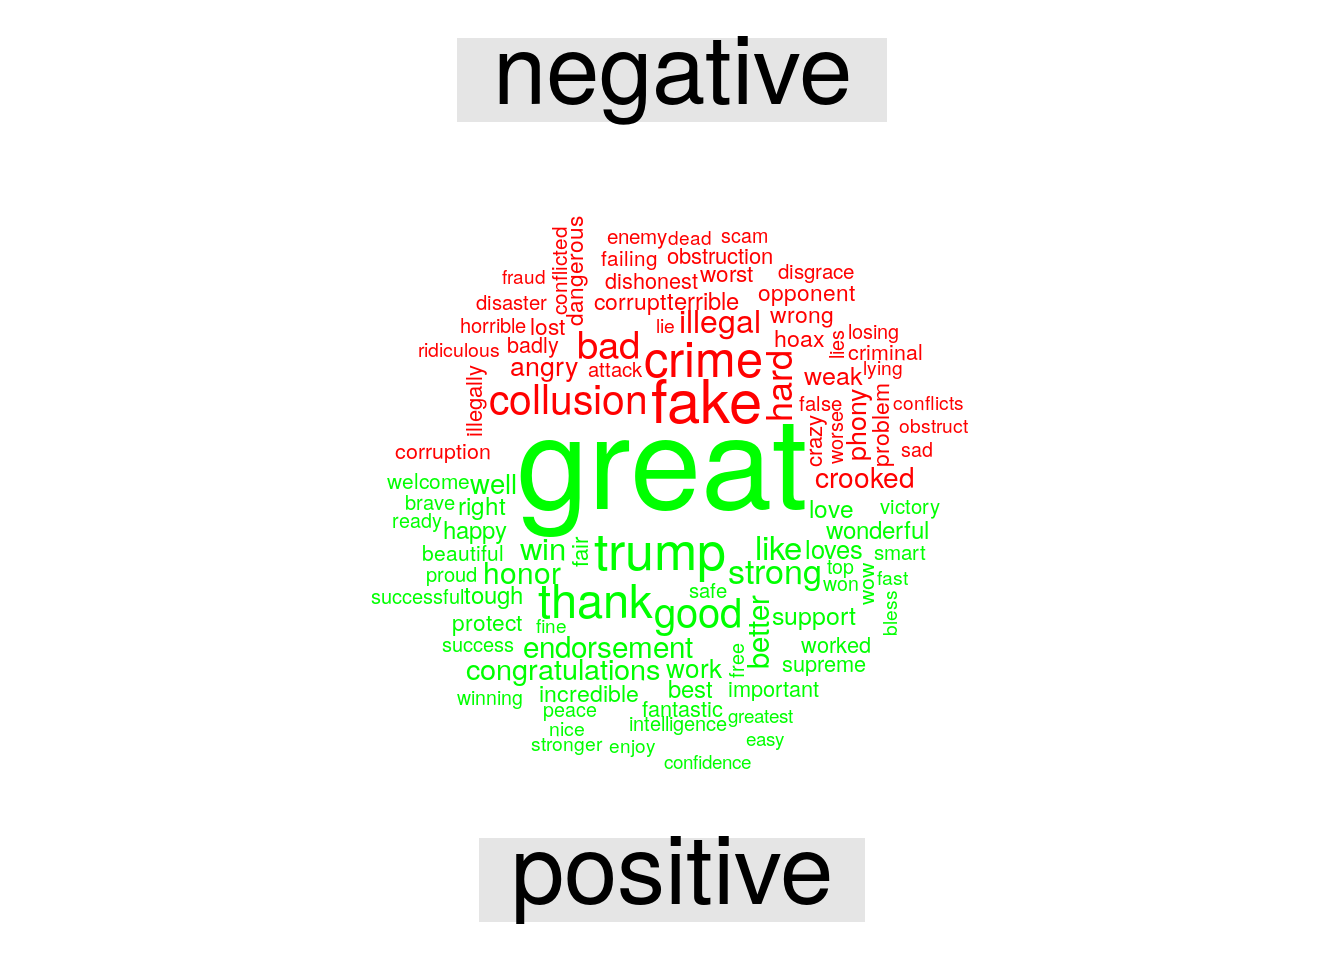 negative
enemy dead scam
conflicted dangerous
failing obstruction
fraud dishonest worst disgrace
disaster corrupt terrible opponent
horrible lost lie illegal wrong
ridiculous badly bad hoax lies losing
angry attack crime hard criminal
illegally weak lying
collusion fake false conflicts
crazy worse phony problem obstruct
corruption sad
great
crooked
welcome well
brave right love victory
ready happy wonderful
beautiful win fair trump like loves smart
proud honor strong top won wow fast
successful tough thank safe bless
protect fine good better support
success endorsement free worked
congratulations work supreme
winning incredible best important
peace fantastic
nice intelligence greatest
stronger enjoy easy
confidence
positive